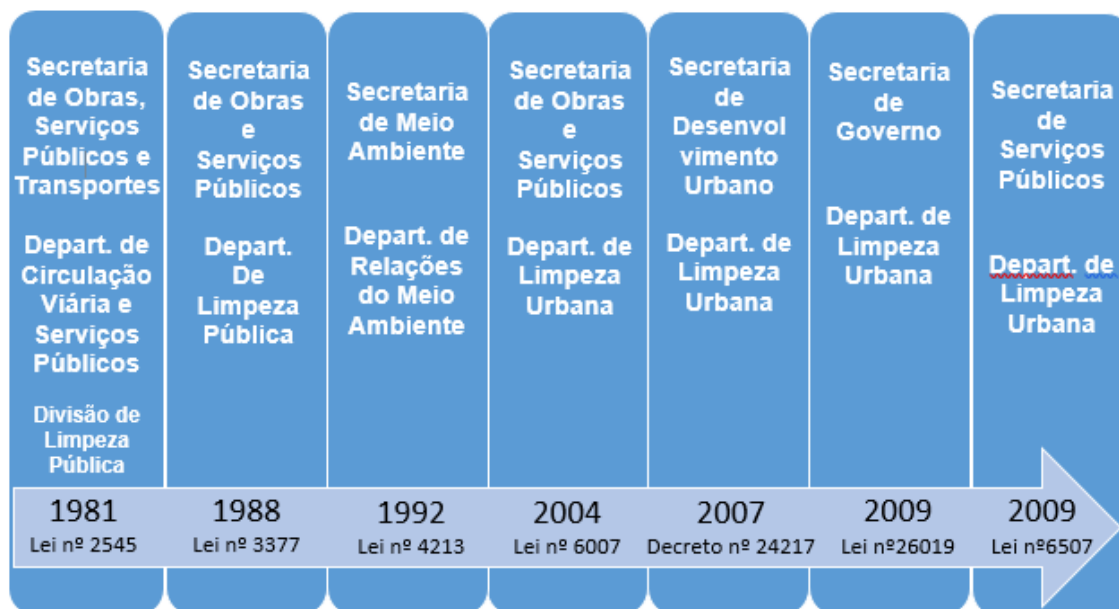 Secretaria
de Obras,
Serviços
Públicos e
Transportes
Depart. de
Circulação
Viária e
Serviços
Públicos
Divisão de
Limpeza
Pública
1981
Lei nº 2545
Secretaria
de Obras
e
Serviços
Públicos
Depart.
De
Limpeza
Pública
1988
Lei nº 3377
Secretaria
de Meio
Ambiente
Depart. de
Relações
do Meio
Ambiente
1992
Lei nº 4213
Secretaria
de Obras
e
Serviços
Públicos
Depart. de
Limpeza
Urbana
2004
Lei nº 6007
Secretaria
de
Desenvol
vimento
Urbano
Depart. de
Limpeza
Urbana
2007
Decreto nº 24217
Secretaria
de
Governo
Depart. de
Limpeza
Urbana
2009
Lei nº26019
Secretaria
de
Serviços
Públicos
Depart. de
Limpeza
Urbana
2009
Lei nº6507